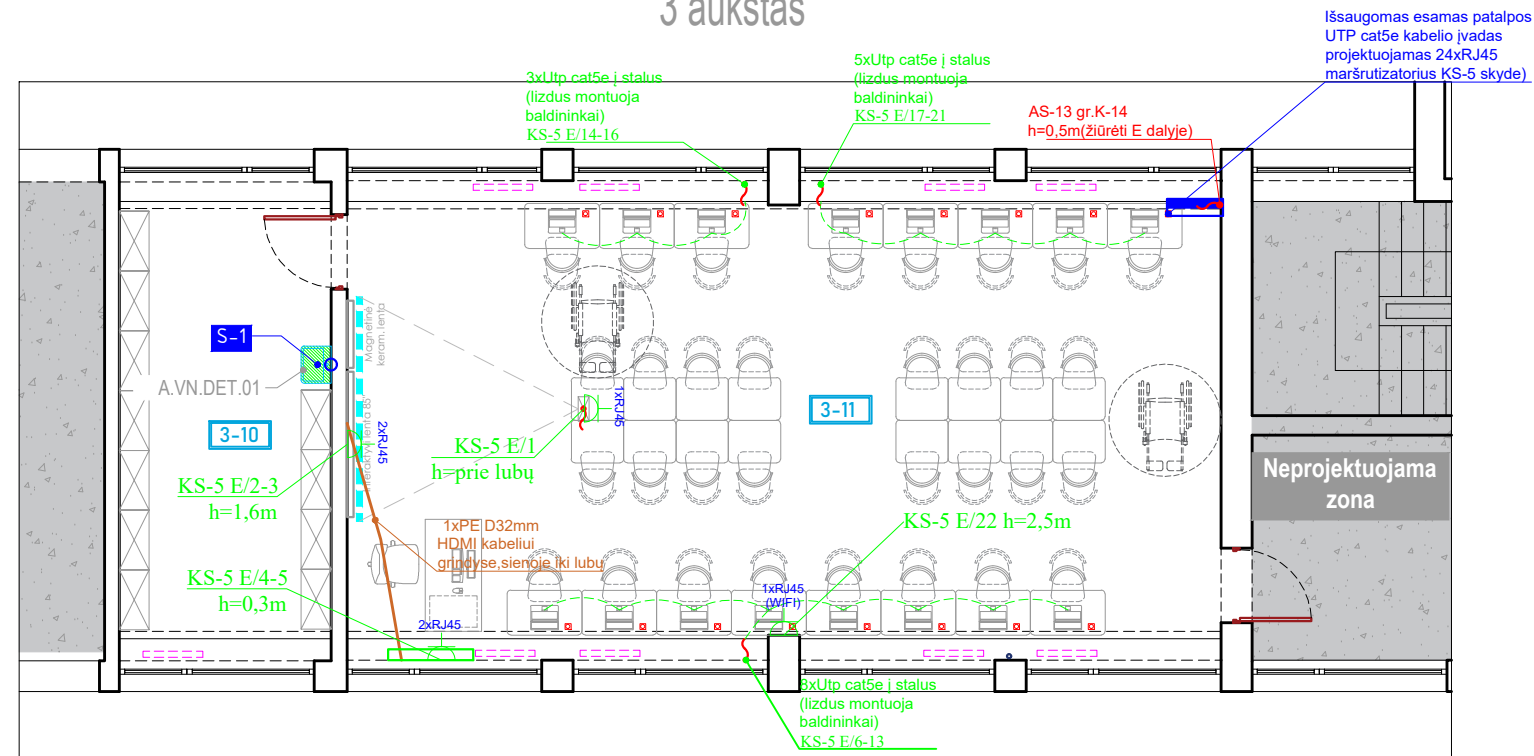 3 aukštas
Išsaugomas esamas patalpos
UTP cat5e kabelio įvadas
projektuojamas 24xRJ45
maršrutizatorius KS-5 skyde)
3xUtp cat5e į stalus
(lizdus montuoja
baldininkai)
KS-5 E/14-16
5xUtp cat5e į stalus
(lizdus montuoja
baldininkai)
KS-5 E/17-21
AS-13 gr.K-14
h=0,5m(žiūrėti E dalyje)
S-1
A.VN.DET.01
3-10
Magnetinė
keram.lenta
Interaktyvi lenta 85"
2xRJ45
KS-5 E/2-3
h=1,6m
KS-5 E/1
h=prie lubų
1xRJ45
3-11
Neprojektuojama
zona
1xPE D32mm
HDMI kabeliui
grindyse,sienoje iki lubų
KS-5 E/22 h=2,5m
KS-5 E/4-5
h=0,3m
2xRJ45
1xRJ45
(WIFI)
8xUtp cat5e į stalus
(lizdus montuoja
baldininkai)
KS-5 E/6-13